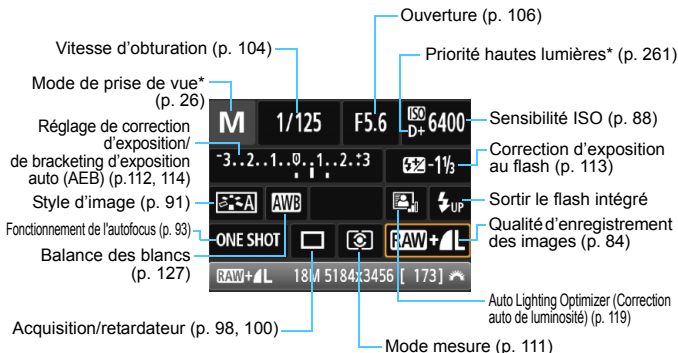 Ouverture (p. 106)
Vitesse d’obturation (p. 104)
Priorité hautes lumières* (p. 261)
Mode de prise de vue*
(p. 26)
M 1/125 F5.6 ISO D+ 6400
Sensibilité ISO (p. 88)
Réglage de correction
d’exposition/
de bracketing d’exposition
auto (AEB) (p.112, 114)
-3..2..1..0..1..2.+3
-1⅓
Correction d’exposition
au flash (p. 113)
Style d’image (p. 91)
A AWB UP
Sortir le flash intégré
Fonctionnement de l'autofocus (p. 93)
ONE SHOT RAW+L
Qualité d’enregistrement
des images (p. 84)
Balance des blancs
(p. 127)
RAW+L 18M 5184x3456 [ 173]
Auto Lighting Optimizer (Correction
auto de luminosité) (p. 119)
Acquisition/retardateur (p. 98, 100)
Mode mesure (p. 111)